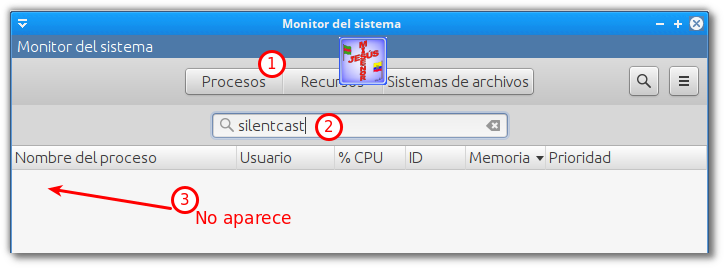 Monitor del sistema
Monitor del sistema
1
Procesos Recursos Sistemas de archivos
JESÚS
silentcast 2
Nombre del proceso Usuario % CPU ID Memoria Prioridad
3
No aparece